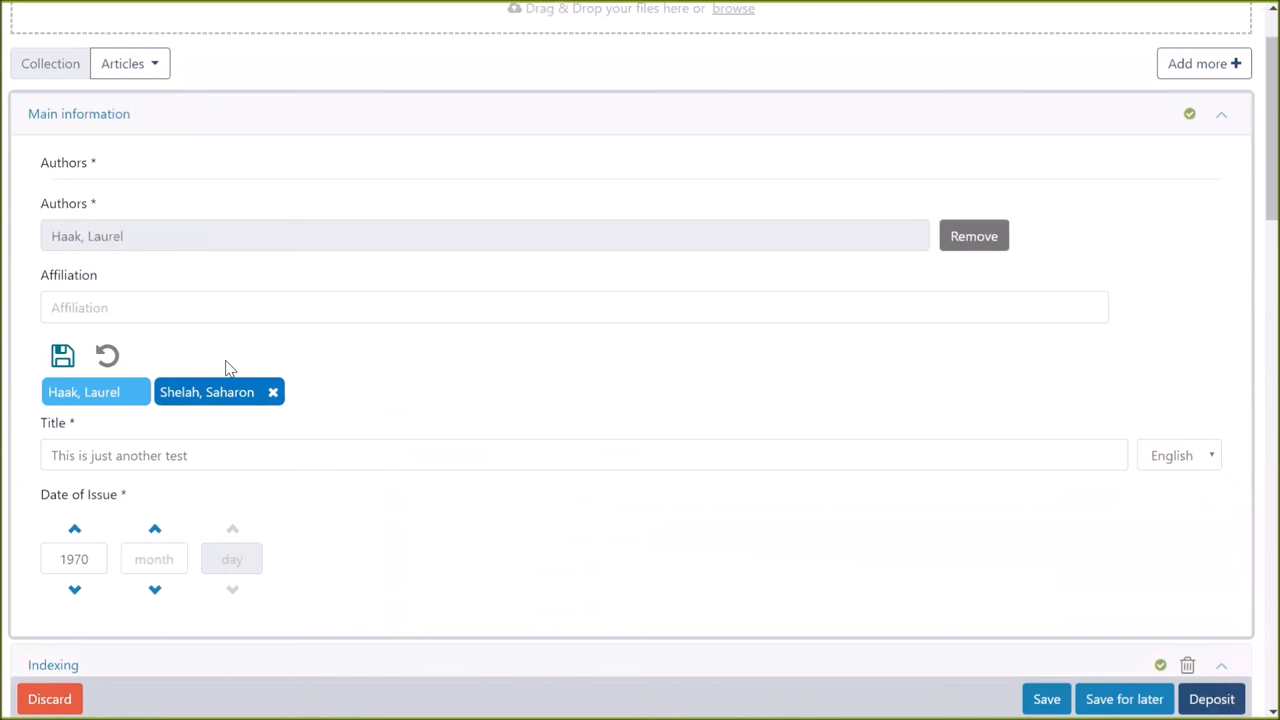 Drag & Drop your files here or browse
Collection Articles Add more
Main information
Authors *
Authors *
Haak, Laurel Remove
Affiliation
Affiliation
Haak, Laurel Shelah, Saharon
Title *
This is just another test English
Date of Issue *
1970 month day
Indexing
Discard Save Save for later Deposit